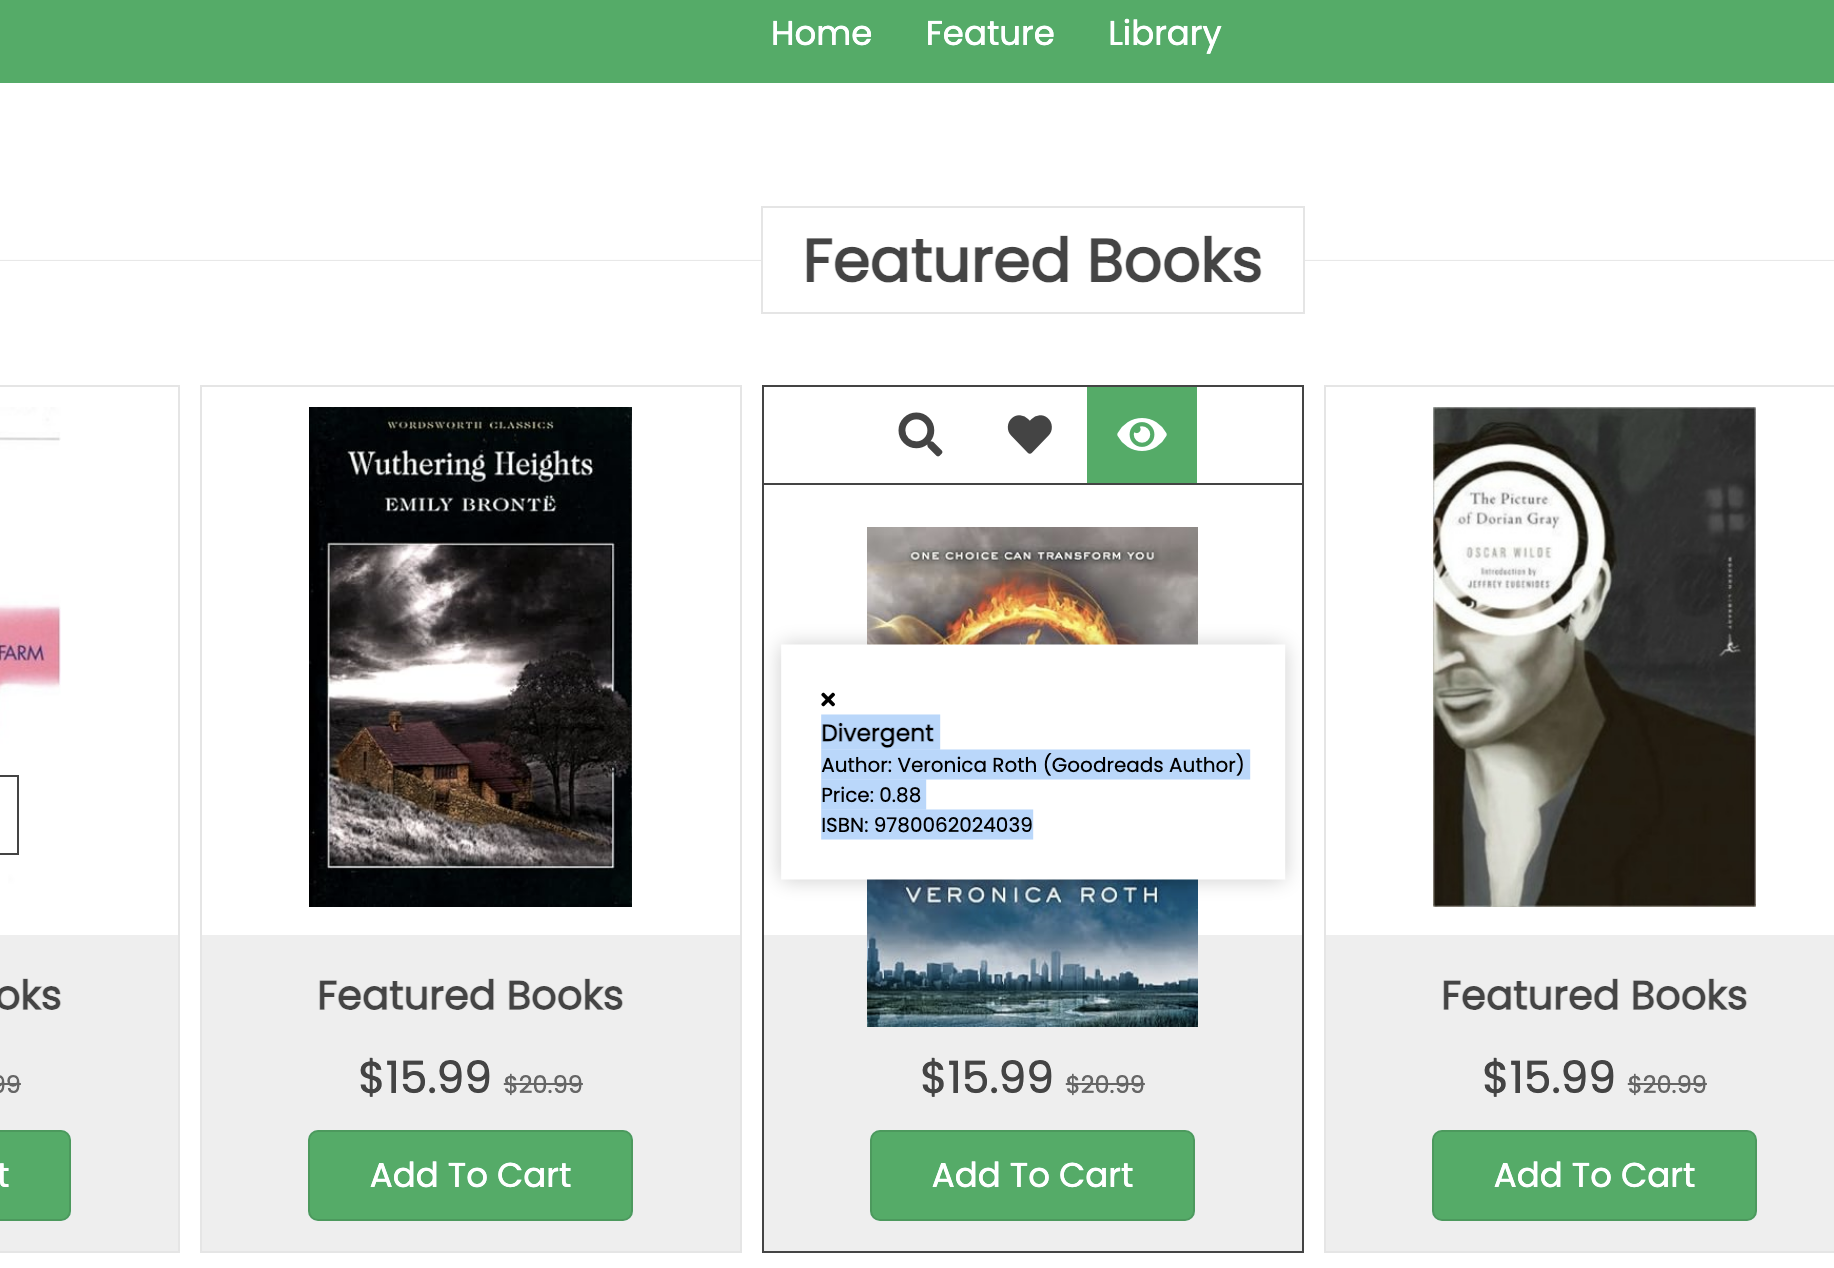 Home Feature Library
Featured Books
FARM
oks
99
t
WORDSWORTH CLASSICS
Wuthering Heights
EMILY BRONTË
Featured Books
$15.99 $20.99
Add To Cart
ONE CHOICE CAN TRANSFORM YOU
Divergent
Author: Veronica Roth (Goodreads Author)
Price: 0.88
ISBN: 9780062024039
VERONICA ROTH
$15.99 $20.99
Add To Cart
The Picture
of Dorian Gray
OSCAR WILDE
Introduction by
JEFFREY EUGENIDES
Featured Books
$15.99 $20.99
Add To Cart